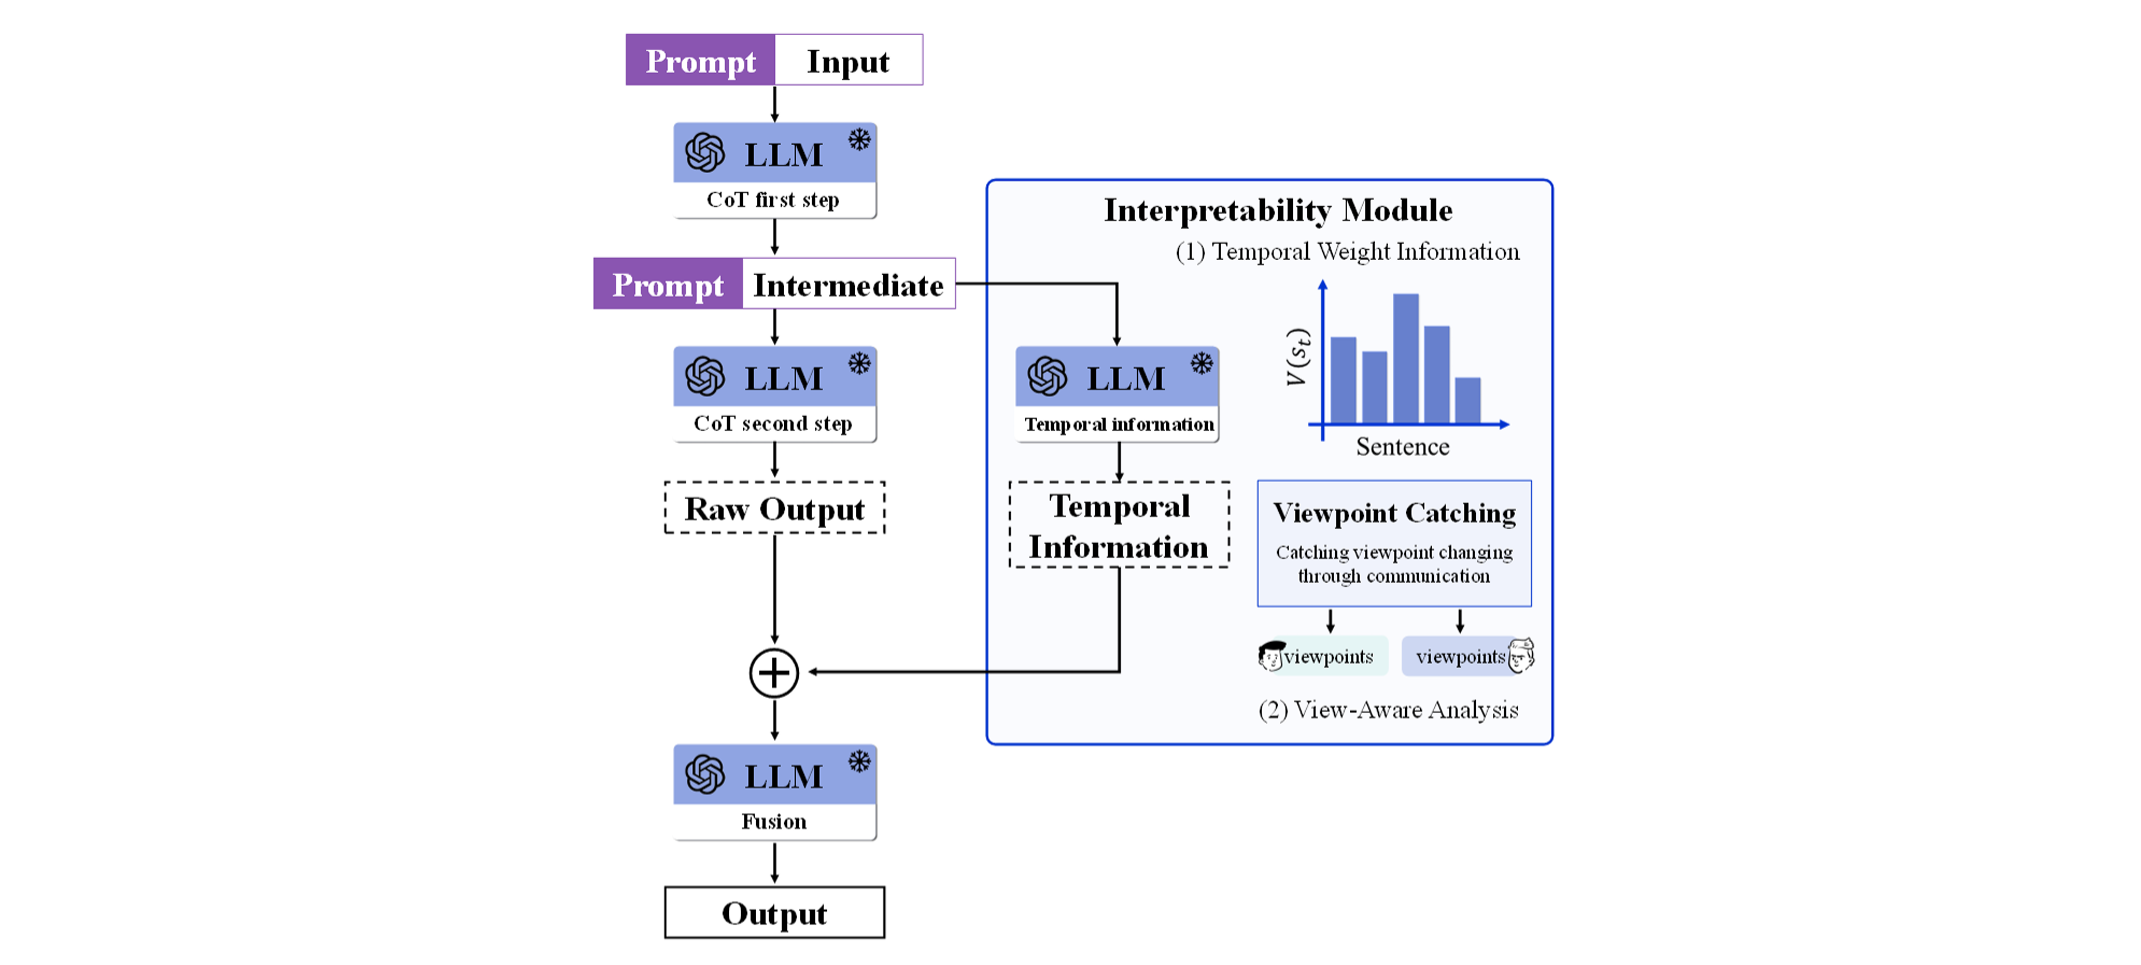 Prompt Input
LLM
CoT first step
Prompt Intermediate
LLM
CoT second step
Raw Output
LLM
Fusion
Output
Interpretability Module
(1) Temporal Weight Information
LLM
Temporal information
Temporal
Information
V(s_t)
Sentence
Viewpoint Catching
Catching viewpoint changing
through communication
viewpoints
viewpoints
(2) View-Aware Analysis